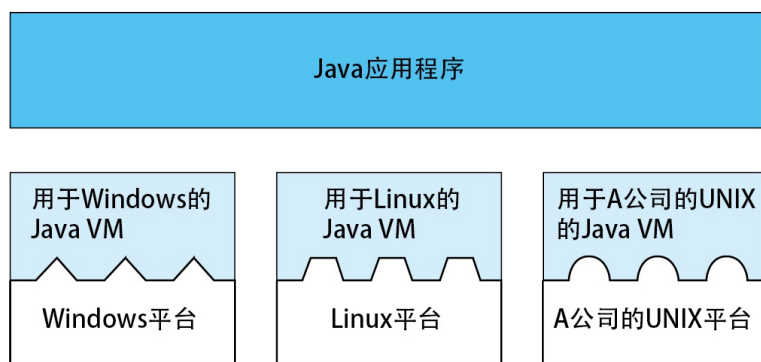 Java应用程序
用于Windows的
Java VM
用于Linux的
Java VM
用于A公司的UNIX
的Java VM
Windows平台
Linux平台
A公司的UNIX平台